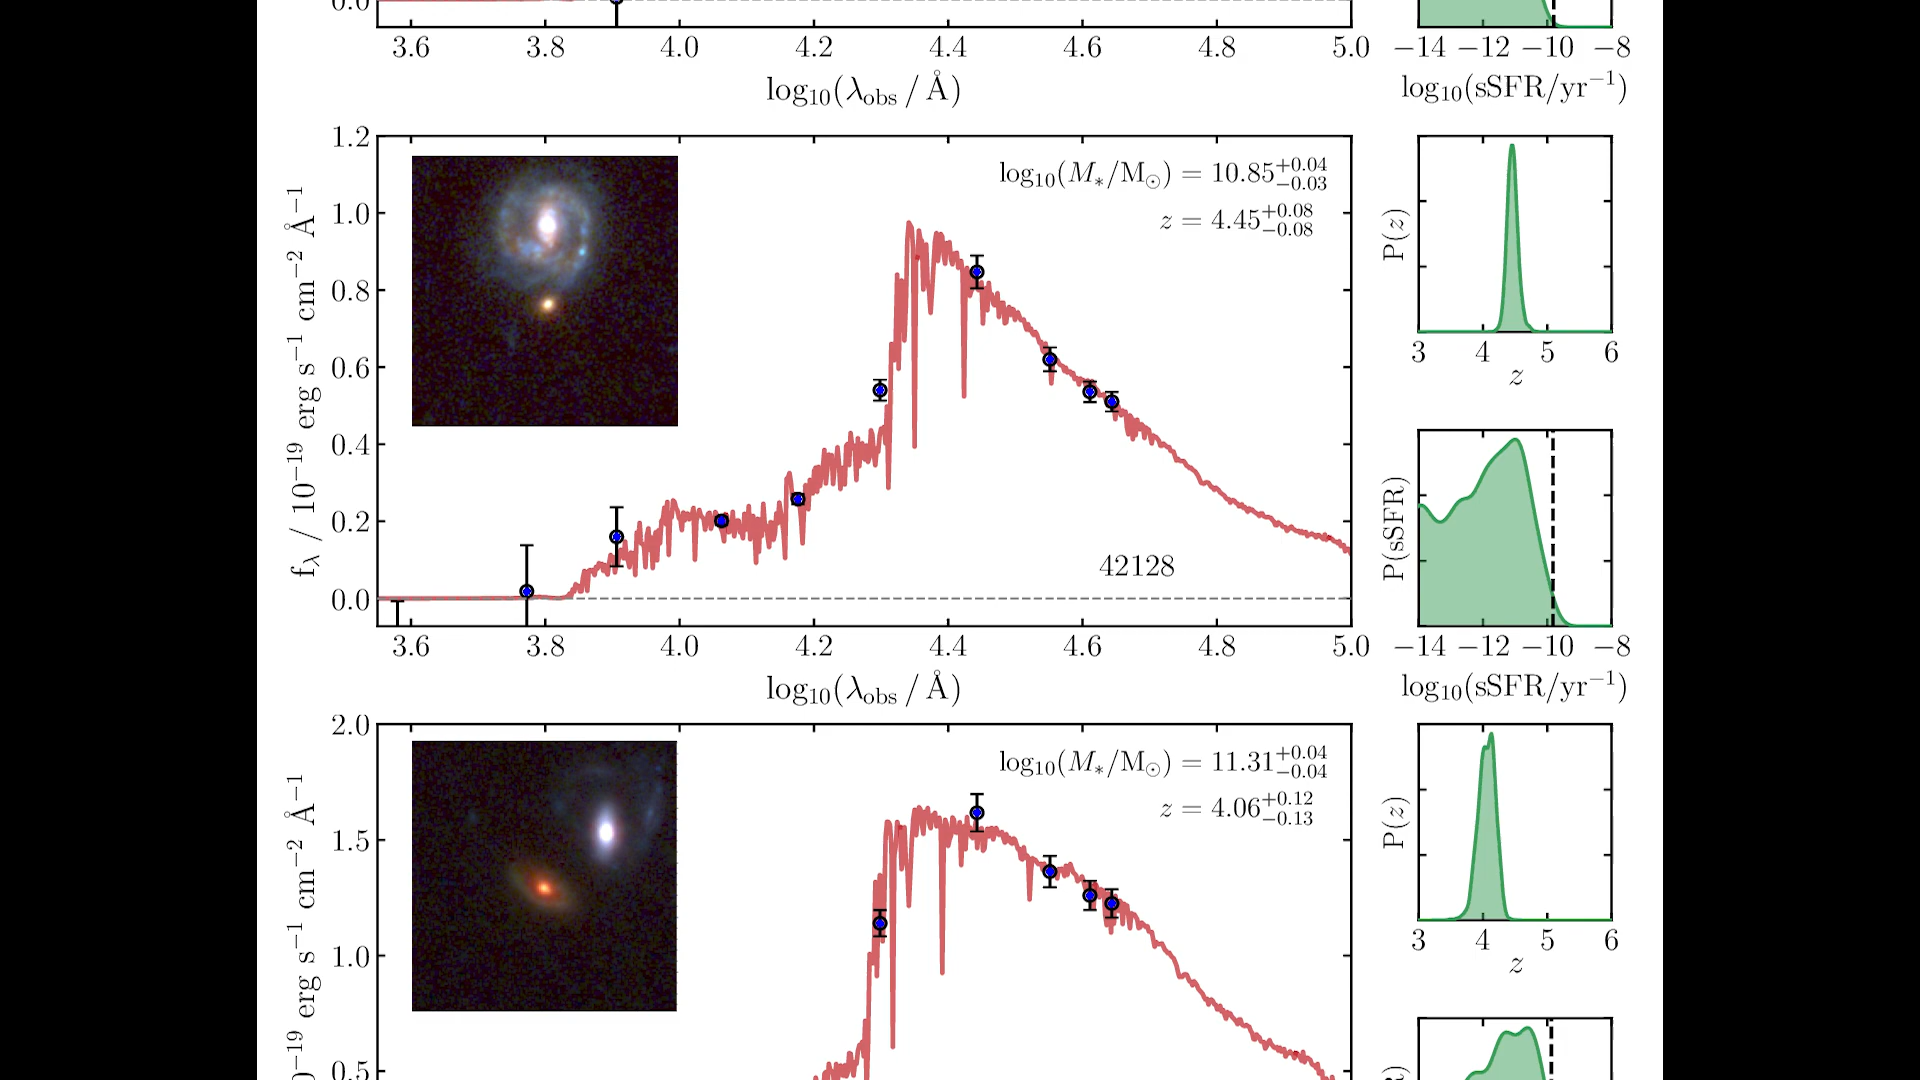 0.0
3.6 3.8 4.0 4.2 4.4 4.6 4.8 5.0
−14 −12 −10 −8
log10(λobs / Å)
log10(sSFR/yr−1)
1.2
1.0
0.8
0.6
0.4
0.2
0.0
fλ / 10−19 erg s−1 cm−2 Å−1
log10(M∗/M⊙) = 10.85+0.04−0.03
z = 4.45+0.08−0.08
42128
3.6 3.8 4.0 4.2 4.4 4.6 4.8 5.0
log10(λobs / Å)
P(z)
3 4 5 6
z
P(sSFR)
−14 −12 −10 −8
log10(sSFR/yr−1)
2.0
1.5
1.0
0.5
0−19 erg s−1 cm−2 Å−1
log10(M∗/M⊙) = 11.31+0.04−0.04
z = 4.06+0.12−0.13
P(z)
3 4 5 6
z